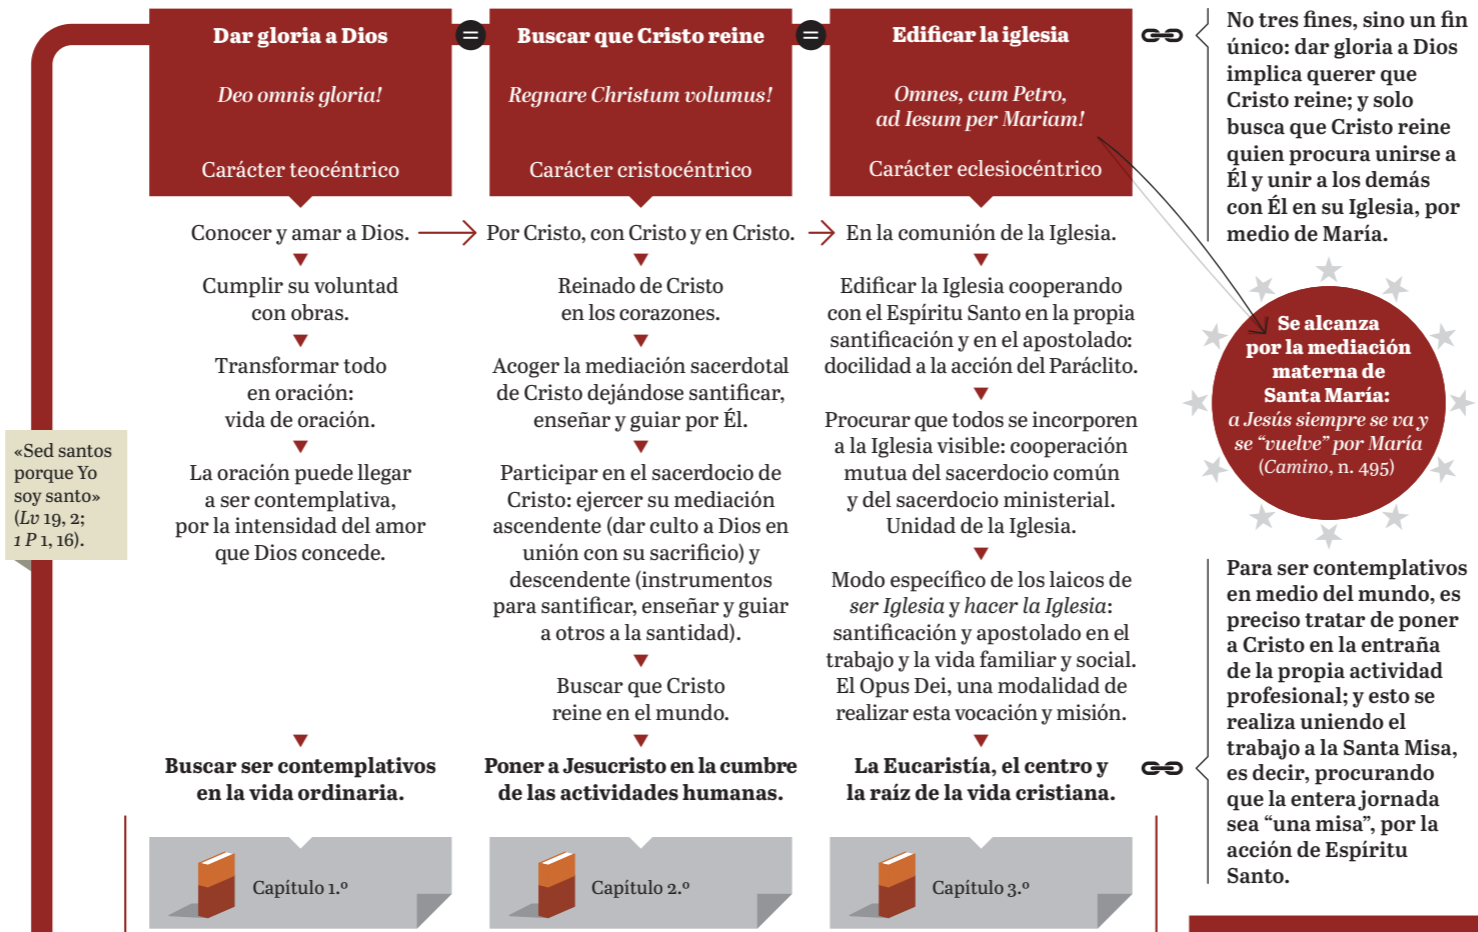 Dar gloria a Dios
Deo omnis gloria!
Carácter teocéntrico
=
Buscar que Cristo reine
Regnare Christum volumus!
Carácter cristocéntrico
=
Edificar la iglesia
Omnes, cum Petro,
ad Iesum per Mariam!
Carácter eclesiocéntrico
No tres fines, sino un fin
único: dar gloria a Dios
implica querer que
Cristo reine; y solo
busca que Cristo reine
quien procura unirse a
Él y unir a los demás
con Él en su Iglesia, por
medio de María.
«Sed santos
porque Yo
soy santo»
(Lv 19, 2;
1 P 1, 16).
Conocer y amar a Dios.
Cumplir su voluntad
con obras.
Transformar todo
en oración:
vida de oración.
La oración puede llegar
a ser contemplativa,
por la intensidad del amor
que Dios concede.
Buscar ser contemplativos
en la vida ordinaria.
Capítulo 1.º
Por Cristo, con Cristo y en Cristo.
Reinado de Cristo
en los corazones.
Acoger la mediación sacerdotal
de Cristo dejándose santificar,
enseñar y guiar por Él.
Participar en el sacerdocio de
Cristo: ejercer su mediación
ascendente (dar culto a Dios en
unión con su sacrificio) y
descendente (instrumentos
para santificar, enseñar y guiar
a otros a la santidad).
Buscar que Cristo
reine en el mundo.
Poner a Jesucristo en la cumbre
de las actividades humanas.
Capítulo 2.º
En la comunión de la Iglesia.
Edificar la Iglesia cooperando
con el Espíritu Santo en la propia
santificación y en el apostolado:
docilidad a la acción del Paráclito.
Procurar que todos se incorporen
a la Iglesia visible: cooperación
mutua del sacerdocio común
y del sacerdocio ministerial.
Unidad de la Iglesia.
Modo específico de los laicos de
ser Iglesia y hacer la Iglesia:
santificación y apostolado en el
trabajo y la vida familiar y social.
El Opus Dei, una modalidad de
realizar esta vocación y misión.
La Eucaristía, el centro y
la raíz de la vida cristiana.
Capítulo 3.º
Se alcanza
por la mediación
materna de
Santa María:
a Jesús siempre se va y
se “vuelve” por María
(Camino, n. 495)
Para ser contemplativos
en medio del mundo, es
preciso tratar de poner
a Cristo en la entraña
de la propia actividad
profesional; y esto se
realiza uniendo el
trabajo a la Santa Misa,
es decir, procurando
que la entera jornada
sea “una misa”, por la
acción de Espíritu
Santo.